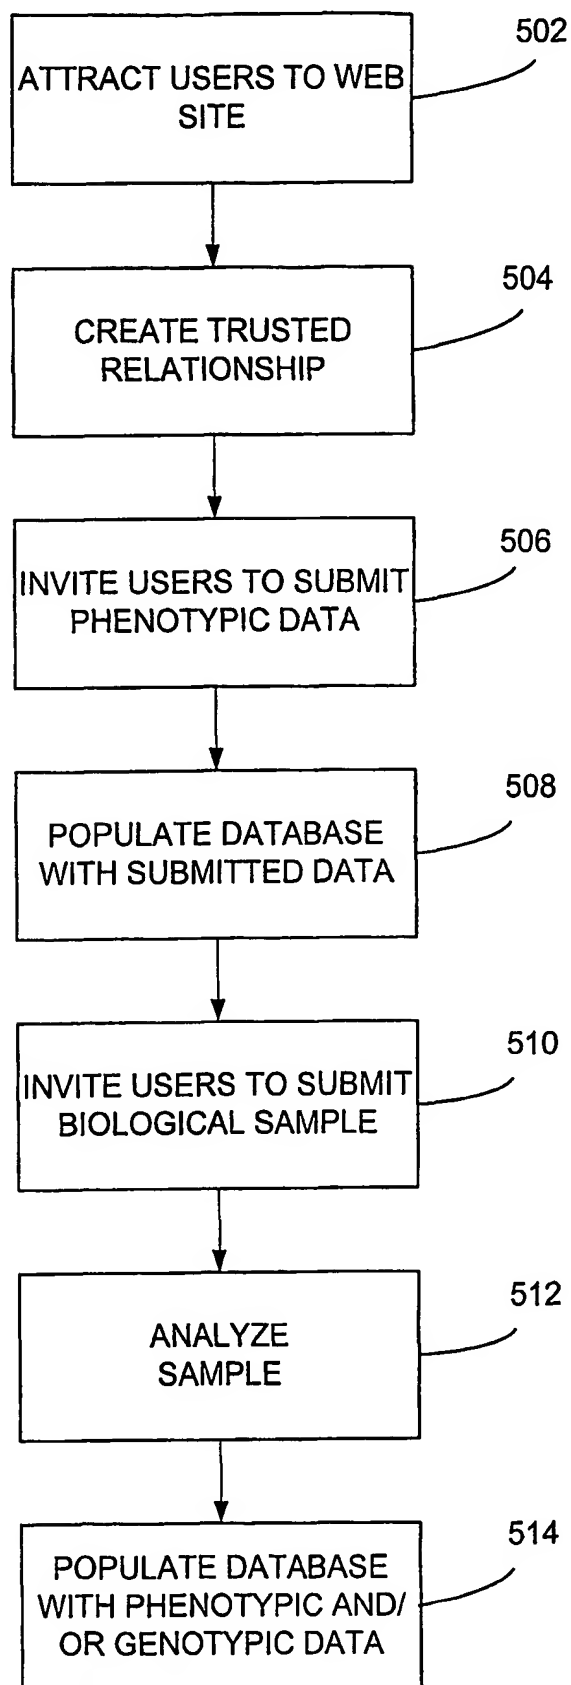 502
ATTRACT USERS TO WEB
SITE
504
CREATE TRUSTED
RELATIONSHIP
506
INVITE USERS TO SUBMIT
PHENOTYPIC DATA
508
POPULATE DATABASE
WITH SUBMITTED DATA
510
INVITE USERS TO SUBMIT
BIOLOGICAL SAMPLE
512
ANALYZE
SAMPLE
514
POPULATE DATABASE
WITH PHENOTYPIC AND/
OR GENOTYPIC DATA